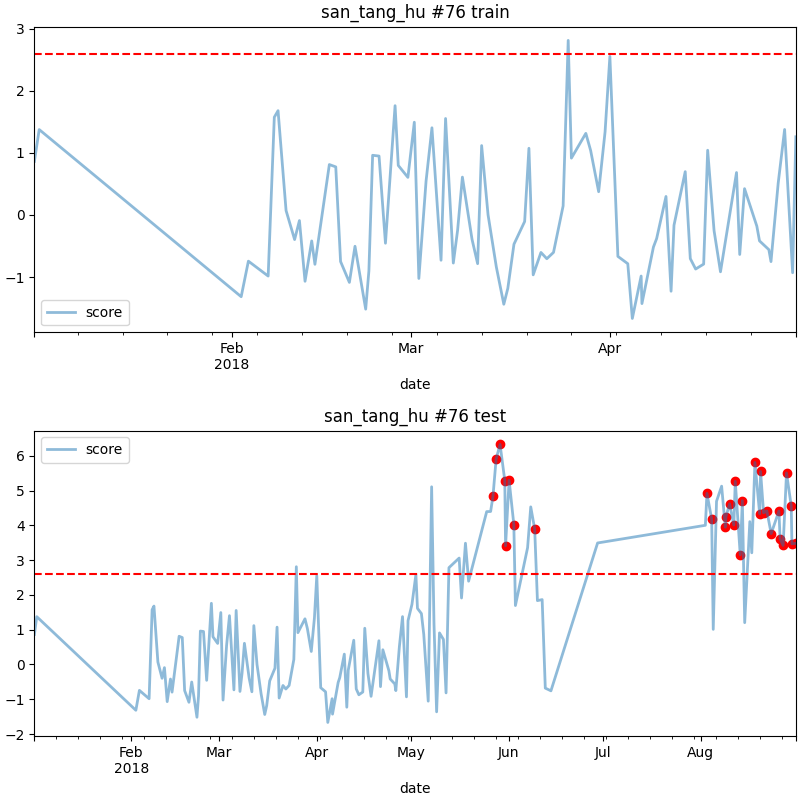 san_tang_hu #76 train
3
2
1
0
−1
score
Feb
2018
Mar
Apr
date
san_tang_hu #76 test
6
5
4
3
2
1
0
−1
−2
score
Feb
2018
Mar
Apr
May
Jun
Jul
Aug
date